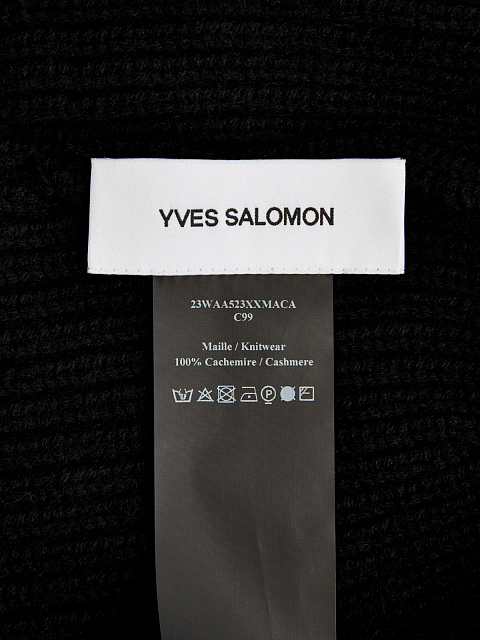 YVES SALOMON
23WAA523XXMACA
C99
Maille / Knitwear
100% Cachemire / Cashmere
P